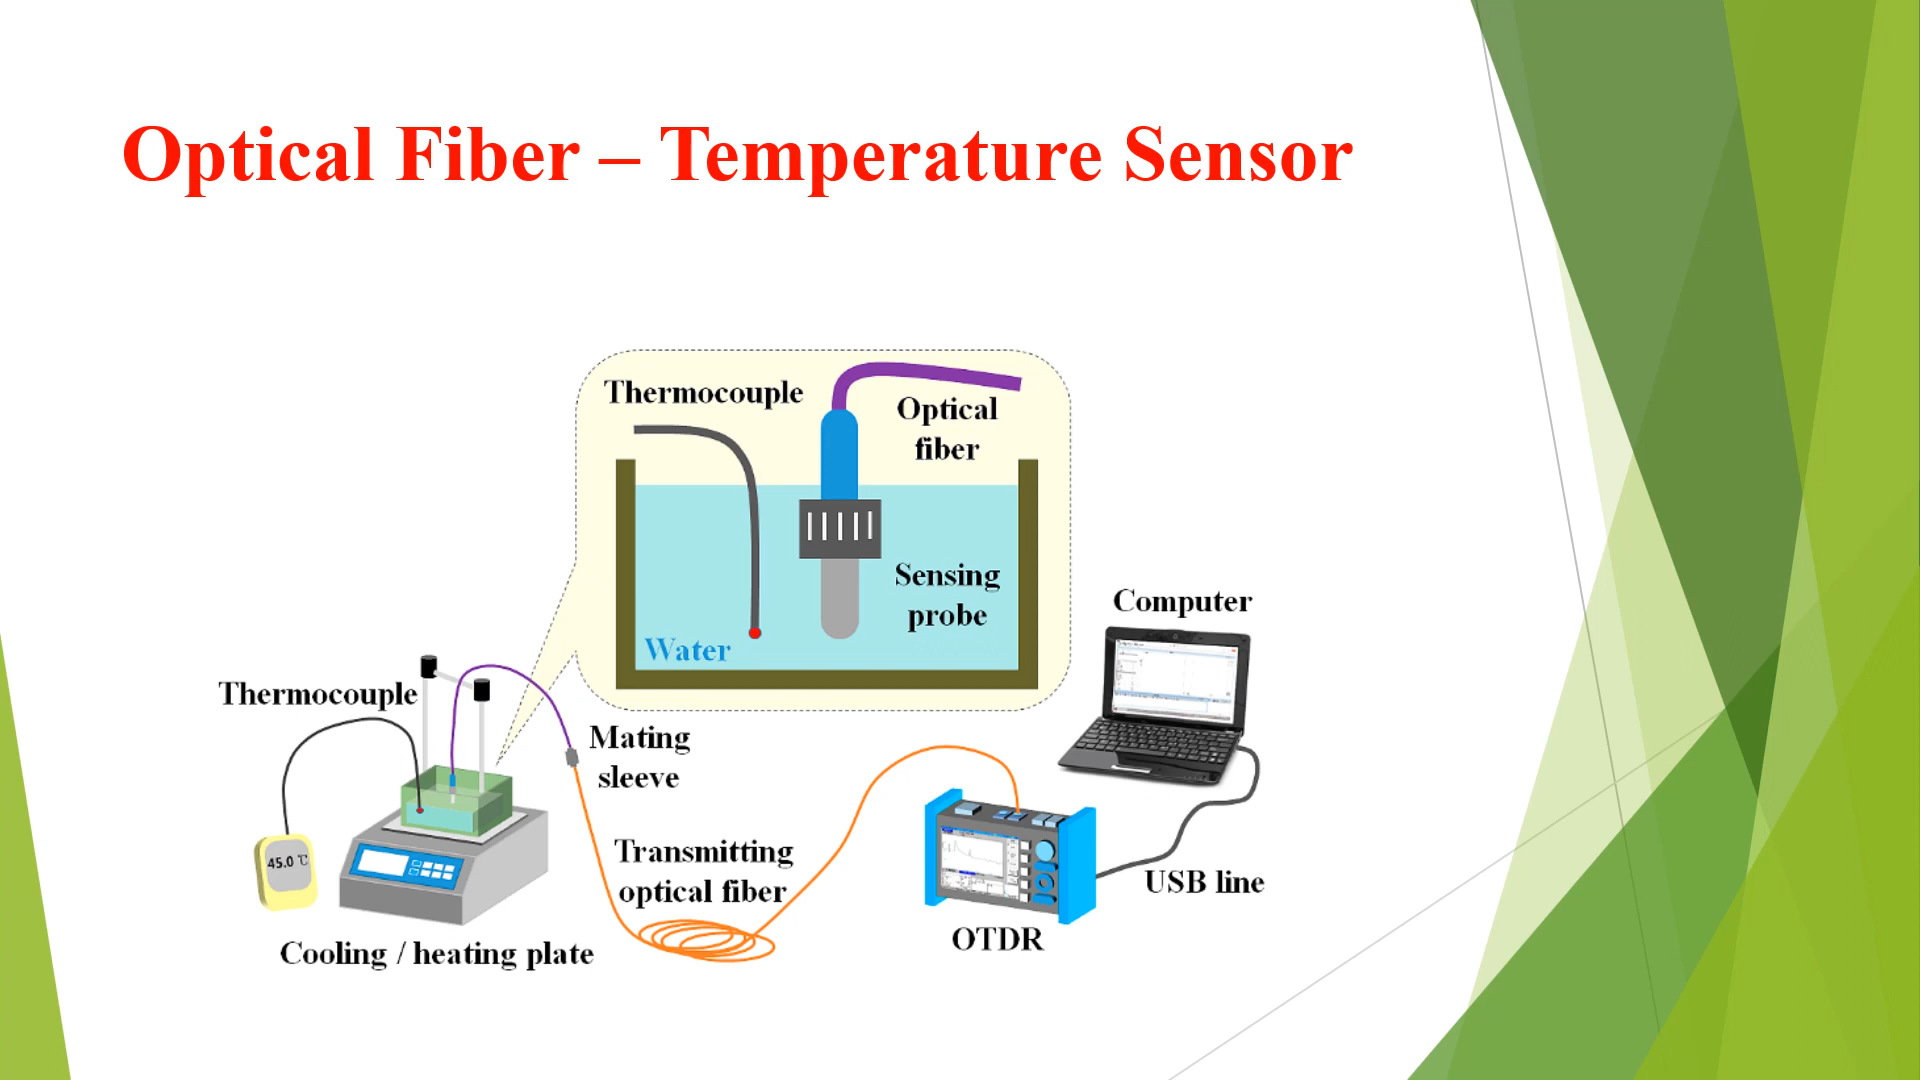 Optical Fiber – Temperature Sensor
Thermocouple
Optical
fiber
Sensing
probe
Water
Computer
Thermocouple
Mating
sleeve
45.0 ℃
Transmitting
optical fiber
USB line
OTDR
Cooling / heating plate